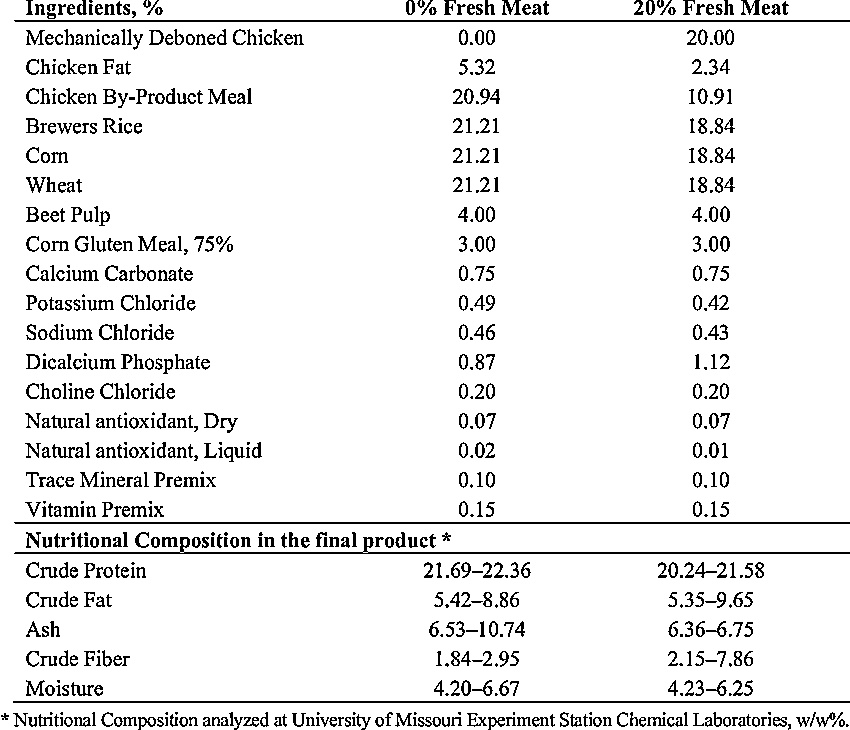 Ingredients, % 0% Fresh Meat 20% Fresh Meat
Mechanically Deboned Chicken 0.00 20.00
Chicken Fat 5.32 2.34
Chicken By-Product Meal 20.94 10.91
Brewers Rice 21.21 18.84
Corn 21.21 18.84
Wheat 21.21 18.84
Beet Pulp 4.00 4.00
Corn Gluten Meal, 75% 3.00 3.00
Calcium Carbonate 0.75 0.75
Potassium Chloride 0.49 0.42
Sodium Chloride 0.46 0.43
Dicalcium Phosphate 0.87 1.12
Choline Chloride 0.20 0.20
Natural antioxidant, Dry 0.07 0.07
Natural antioxidant, Liquid 0.02 0.01
Trace Mineral Premix 0.10 0.10
Vitamin Premix 0.15 0.15
Nutritional Composition in the final product *
Crude Protein 21.69–22.36 20.24–21.58
Crude Fat 5.42–8.86 5.35–9.65
Ash 6.53–10.74 6.36–6.75
Crude Fiber 1.84–2.95 2.15–7.86
Moisture 4.20–6.67 4.23–6.25
* Nutritional Composition analyzed at University of Missouri Experiment Station Chemical Laboratories, w/w%.